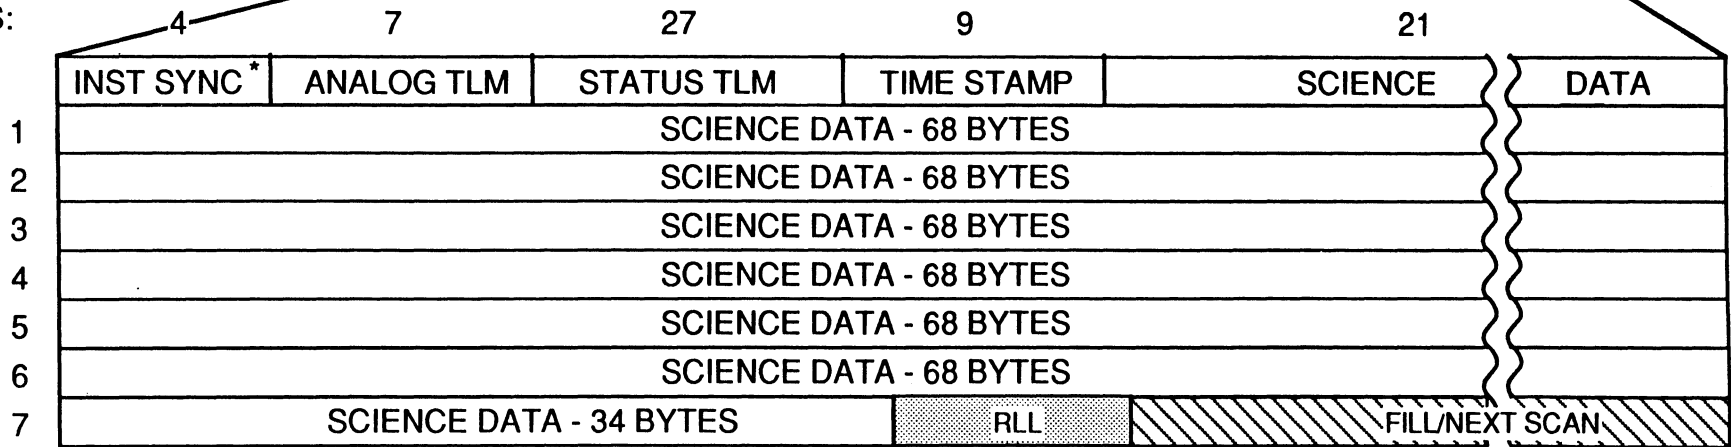 S: 4 7 27 9 21
INST SYNC* ANALOG TLM STATUS TLM TIME STAMP SCIENCE DATA
1 SCIENCE DATA - 68 BYTES
2 SCIENCE DATA - 68 BYTES
3 SCIENCE DATA - 68 BYTES
4 SCIENCE DATA - 68 BYTES
5 SCIENCE DATA - 68 BYTES
6 SCIENCE DATA - 68 BYTES
7 SCIENCE DATA - 34 BYTES RLL FILL/NEXT SCAN